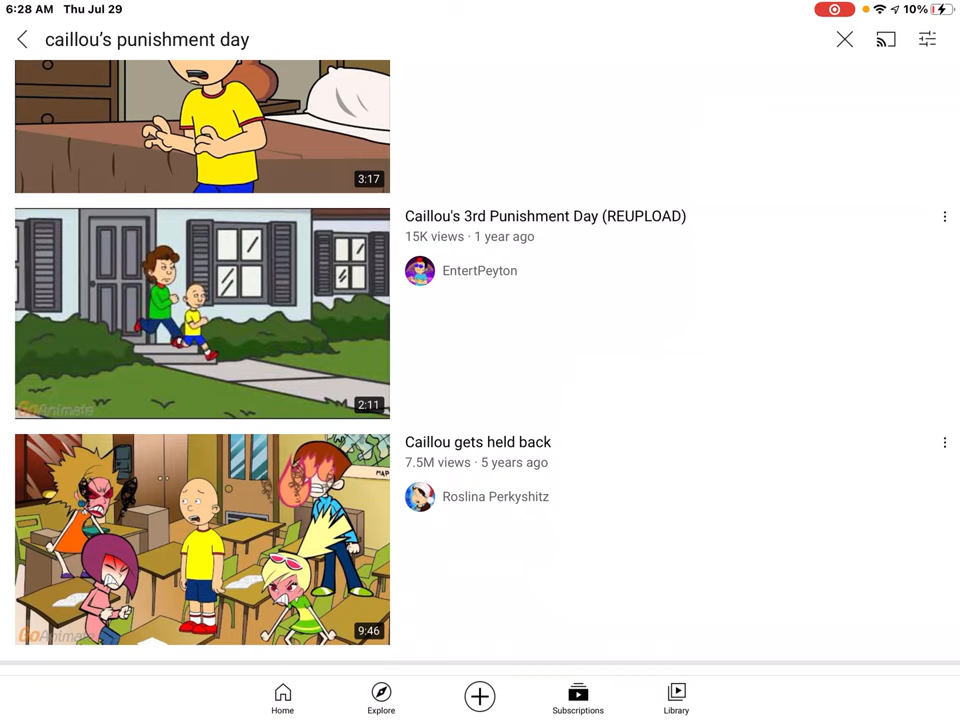 6:28 AM Thu Jul 29
10%
caillou’s punishment day
3:17
Caillou's 3rd Punishment Day (REUPLOAD)
15K views · 1 year ago
EntertPeyton
GoAnimate
2:11
Caillou gets held back
7.5M views · 5 years ago
Roslina Perkyshitz
MAP
GoAnimate
9:46
Home
Explore
Subscriptions
Library